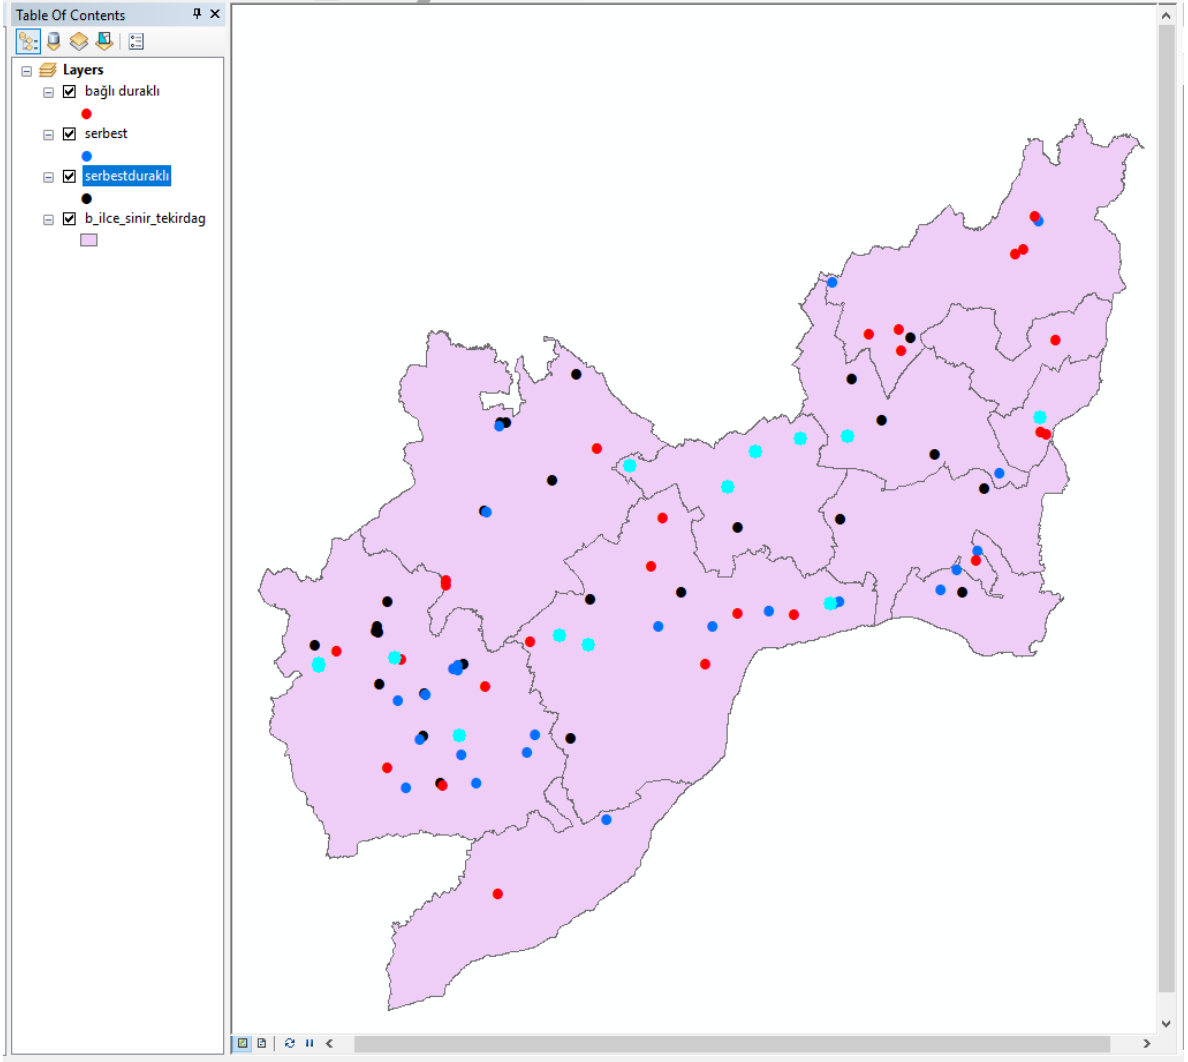 Table Of Contents
Layers
bağlı duraklı
serbest
serbestduraklı
b_ilce_sinir_tekirdag